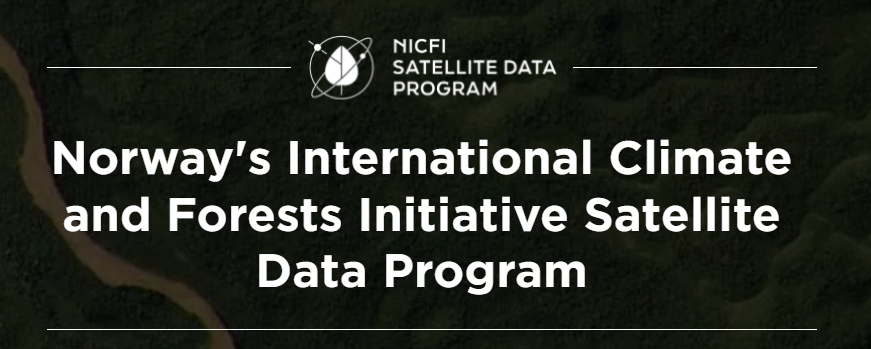 NICFI
SATELLITE DATA
PROGRAM
Norway's International Climate
and Forests Initiative Satellite
Data Program